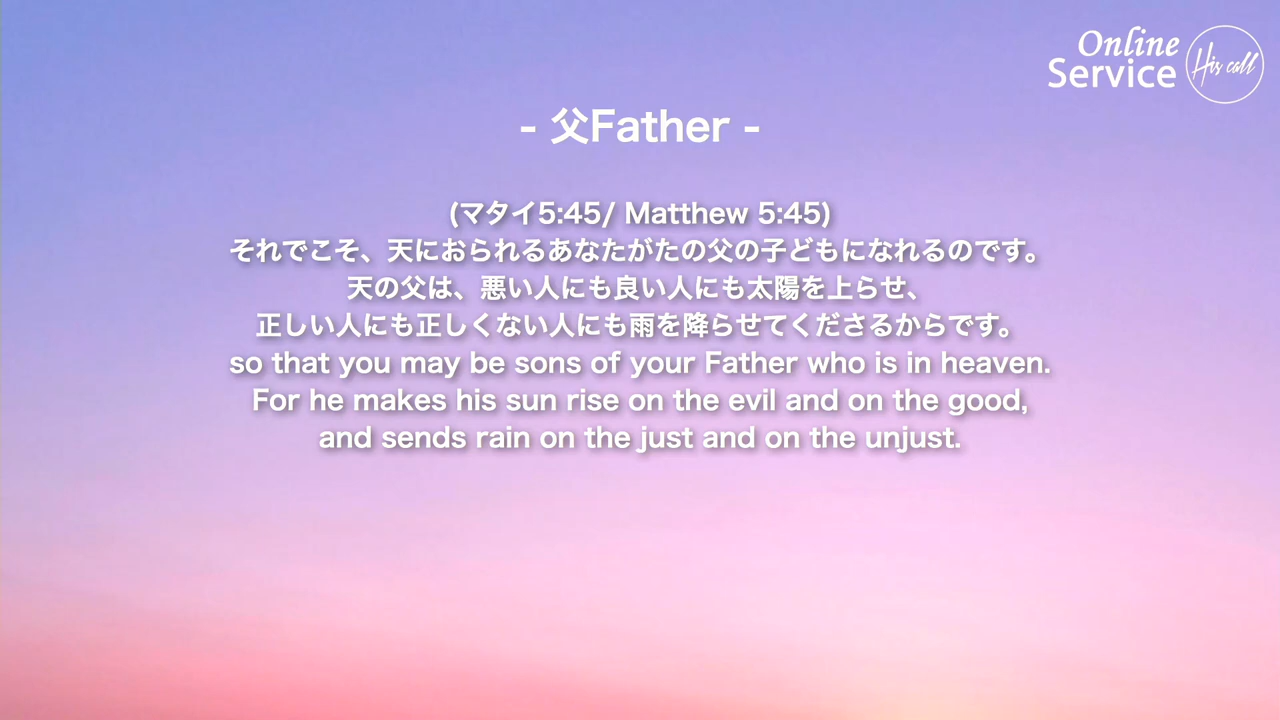 Online
Service
His call
- 父Father -
(マタイ5:45/ Matthew 5:45)
それでこそ、天におられるあなたがたの父の子どもになれるのです。
天の父は、悪い人にも良い人にも太陽を上らせ、
正しい人にも正しくない人にも雨を降らせてくださるからです。
so that you may be sons of your Father who is in heaven.
For he makes his sun rise on the evil and on the good,
and sends rain on the just and on the unjust.